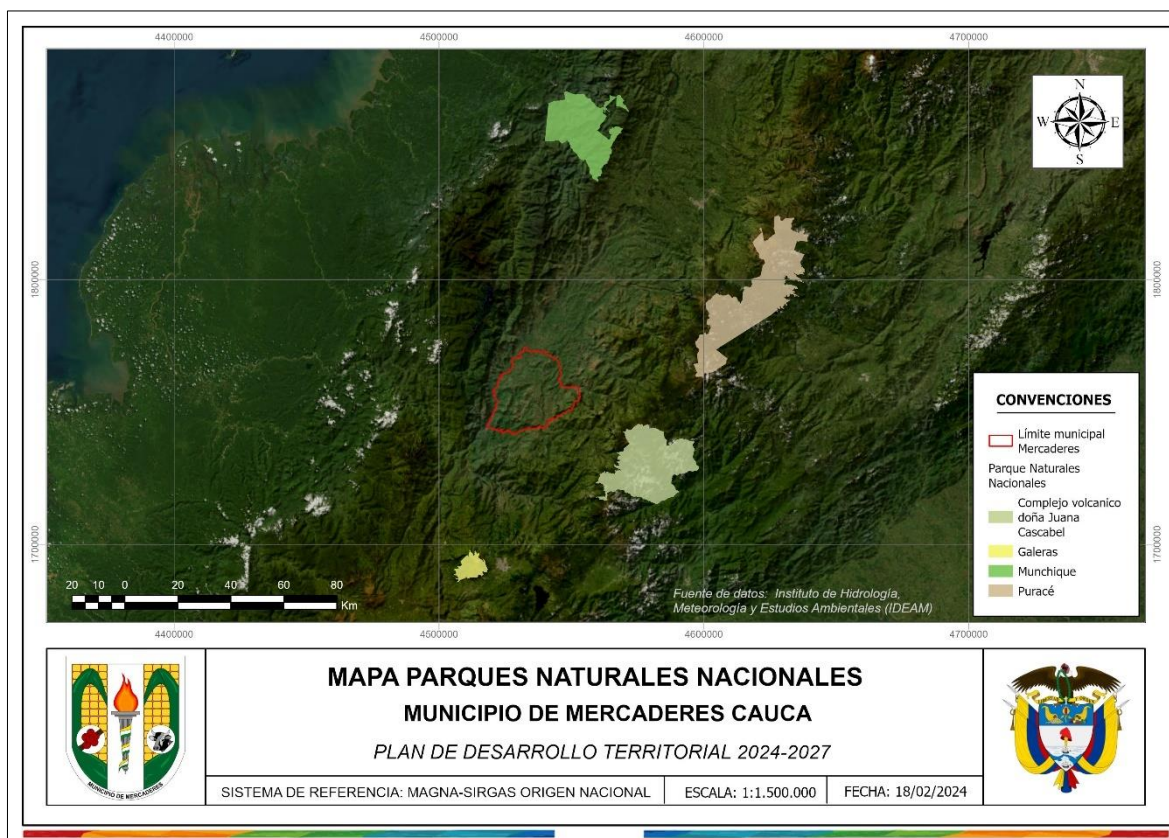 4400000
4500000
4600000
4700000
N
W
E
S
1800000
1800000
CONVENCIONES
Límite municipal
Mercaderes
Parque Naturales
Nacionales
Complejo volcanico
doña Juana
Cascabel
Galeras
Munchique
Puracé
1700000
1700000
20 10 0 20 40 60 80
Km
Fuente de datos: Instituto de Hidrología,
Meteorología y Estudios Ambientales (IDEAM)
4400000
4500000
4600000
4700000
MAPA PARQUES NATURALES NACIONALES
MUNICIPIO DE MERCADERES CAUCA
PLAN DE DESARROLLO TERRITORIAL 2024-2027
MUNICIPIO DE MERCADERES
SISTEMA DE REFERENCIA: MAGNA-SIRGAS ORIGEN NACIONAL
ESCALA: 1:1.500.000
FECHA: 18/02/2024